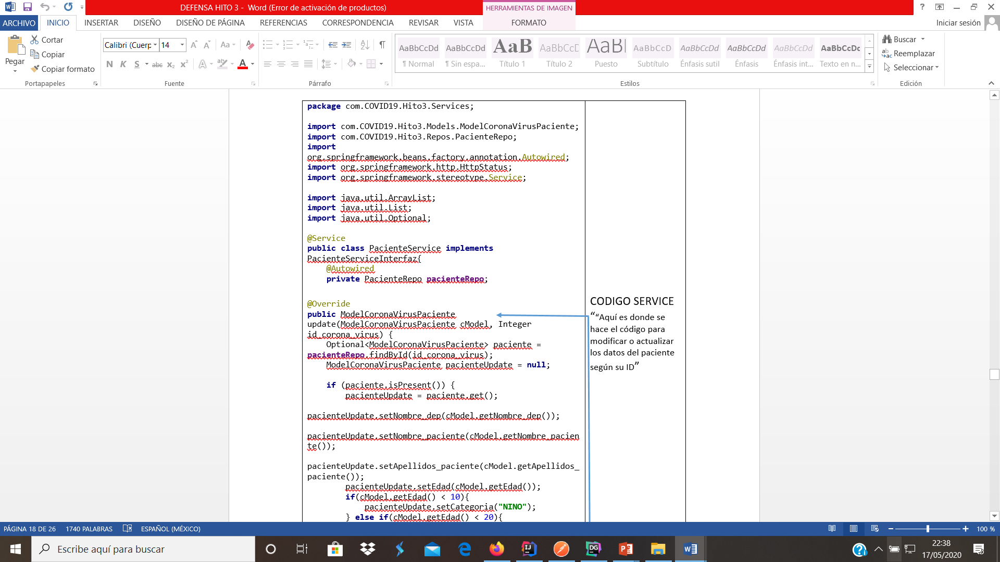 DEFENSA HITO 3 - Word (Error de activación de productos)
HERRAMIENTAS DE IMAGEN
ARCHIVO INICIO INSERTAR DISEÑO DISEÑO DE PÁGINA REFERENCIAS CORRESPONDENCIA REVISAR VISTA FORMATO Iniciar sesión
Pegar
Cortar
Copiar
Copiar formato
Portapapeles
Calibri (Cuerp 14
N K S abc x₂ x² A ab A
Fuente
Párrafo
AaBbCcDd AaBbCcDd AaB AaBbCcC AaB AaBbCcD AaBbCcDd AaBbCcDd AaBbCcDd AaBbCcDc
¶ Normal ¶ Sin espa... Título 1 Título 2 Puesto Subtítulo Énfasis sutil Énfasis Énfasis int... Texto en n...
Estilos
Buscar
Reemplazar
Seleccionar
Edición
package com.COVID19.Hito3.Services;
import com.COVID19.Hito3.Models.ModelCoronaVirusPaciente;
import com.COVID19.Hito3.Repos.PacienteRepo;
import
org.springframework.beans.factory.annotation.Autowired;
import org.springframework.http.HttpStatus;
import org.springframework.stereotype.Service;
import java.util.ArrayList;
import java.util.List;
import java.util.Optional;
@Service
public class PacienteService implements
PacienteServiceInterfaz{
@Autowired
private PacienteRepo pacienteRepo;
@Override
public ModelCoronaVirusPaciente
update(ModelCoronaVirusPaciente cModel, Integer
id_corona_virus) {
Optional<ModelCoronaVirusPaciente> paciente =
pacienteRepo.findById(id_corona_virus);
ModelCoronaVirusPaciente pacienteUpdate = null;
if (paciente.isPresent()) {
pacienteUpdate = paciente.get();
pacienteUpdate.setNombre_dep(cModel.getNombre_dep());
pacienteUpdate.setNombre_paciente(cModel.getNombre_pacien
te());
pacienteUpdate.setApellidos_paciente(cModel.getApellidos_
paciente());
pacienteUpdate.setEdad(cModel.getEdad());
if(cModel.getEdad() < 10){
pacienteUpdate.setCategoria("NINO");
} else if(cModel.getEdad() < 20){
CODIGO SERVICE
““Aquí es donde se
hace el código para
modificar o actualizar
los datos del paciente
según su ID”
PÁGINA 18 DE 26 1740 PALABRAS ESPAÑOL (MÉXICO) 100 %
Escribe aquí para buscar
22:38
17/05/2020